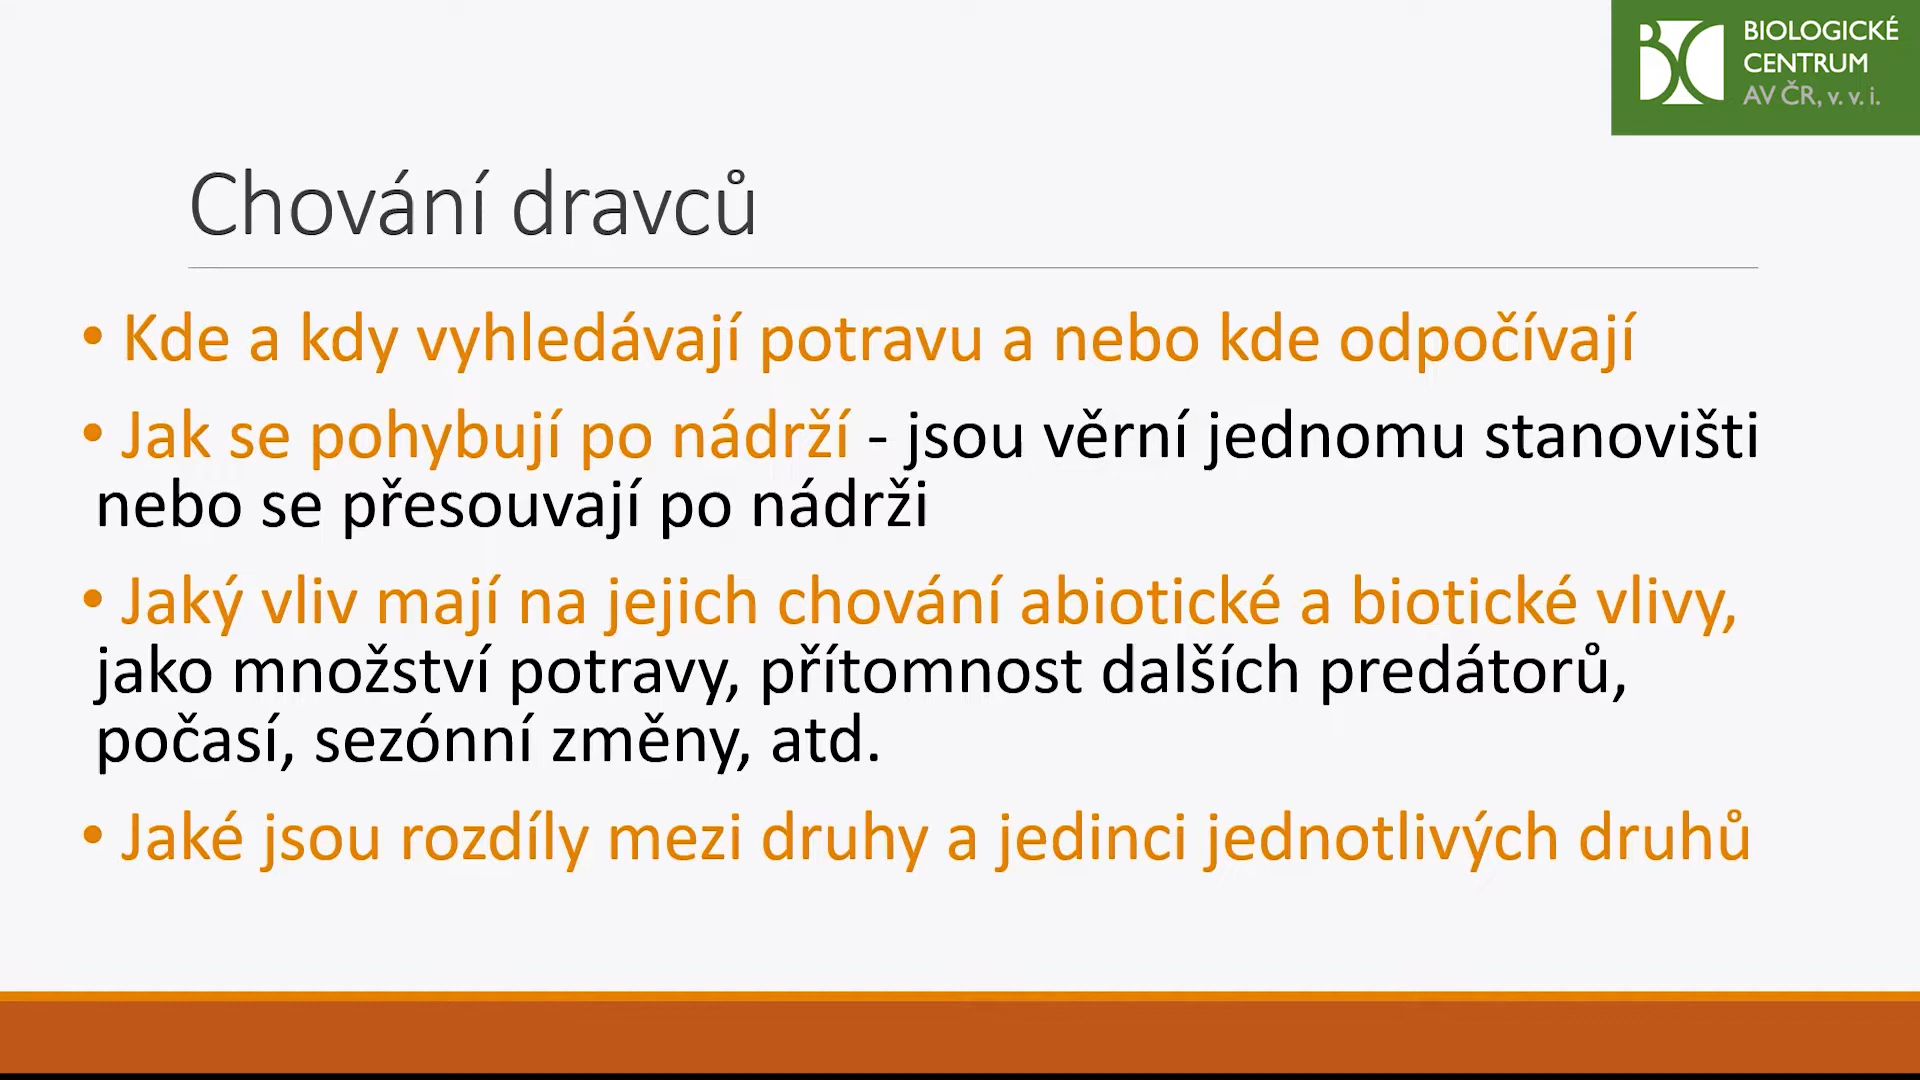 BIOLOGICKÉ
CENTRUM
AV ČR, v. v. i.
Chování dravců
• Kde a kdy vyhledávají potravu a nebo kde odpočívají
• Jak se pohybují po nádrží - jsou věrní jednomu stanovišti
nebo se přesouvají po nádrži
• Jaký vliv mají na jejich chování abiotické a biotické vlivy,
jako množství potravy, přítomnost dalších predátorů,
počasí, sezónní změny, atd.
• Jaké jsou rozdíly mezi druhy a jedinci jednotlivých druhů